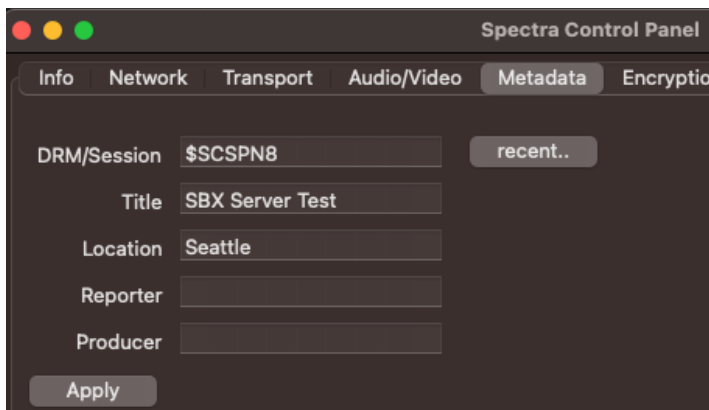 Spectra Control Panel
Info Network Transport Audio/Video Metadata Encryptio
DRM/Session $SCSPN8 recent..
Title SBX Server Test
Location Seattle
Reporter
Producer
Apply